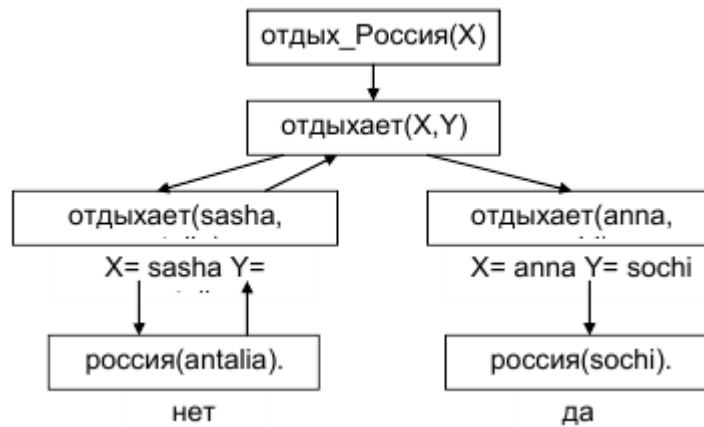 отдых_Россия(X)
отдыхает(X,Y)
отдыхает(sasha,
отдыхает(anna,
X= sasha Y=
X= anna Y= sochi
россия(antalia).
россия(sochi).
нет
да